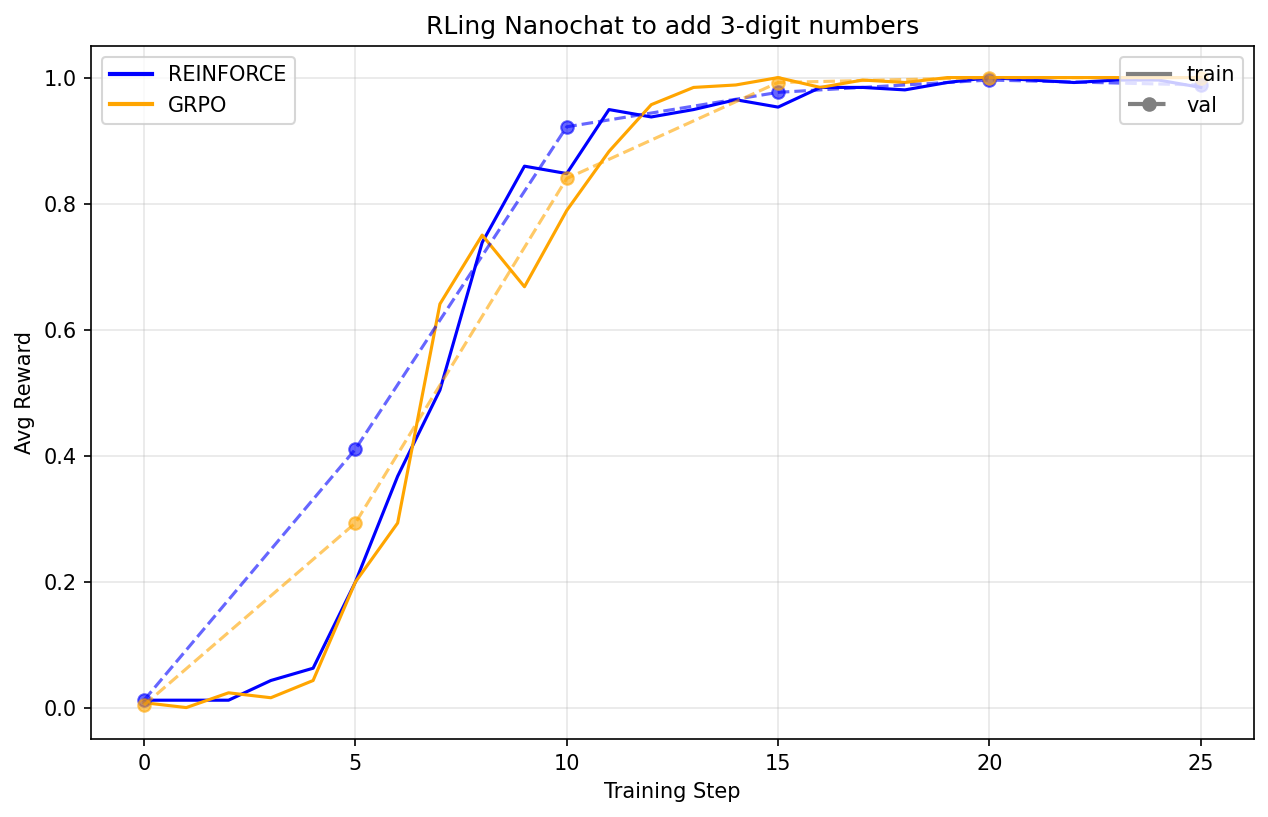 RLing Nanochat to add 3-digit numbers
REINFORCE
GRPO
train
val
Avg Reward
1.0
0.8
0.6
0.4
0.2
0.0
0 5 10 15 20 25
Training Step